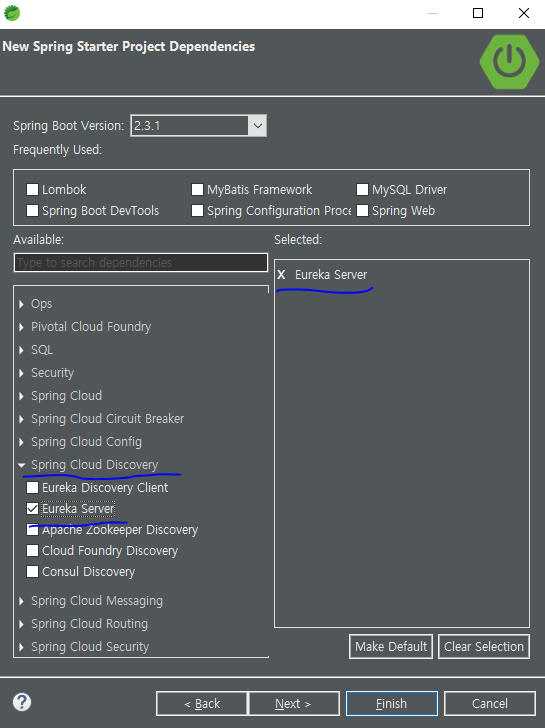 New Spring Starter Project Dependencies
Spring Boot Version: 2.3.1
Frequently Used:
Lombok MyBatis Framework MySQL Driver
Spring Boot DevTools Spring Configuration Proce Spring Web
Available: Selected:
Type to search dependencies
X Eureka Server
Ops
Pivotal Cloud Foundry
SQL
Security
Spring Cloud
Spring Cloud Circuit Breaker
Spring Cloud Config
Spring Cloud Discovery
Eureka Discovery Client
Eureka Server
Apache Zookeeper Discovery
Cloud Foundry Discovery
Consul Discovery
Spring Cloud Messaging
Spring Cloud Routing
Spring Cloud Security
Make Default Clear Selection
? < Back Next > Finish Cancel